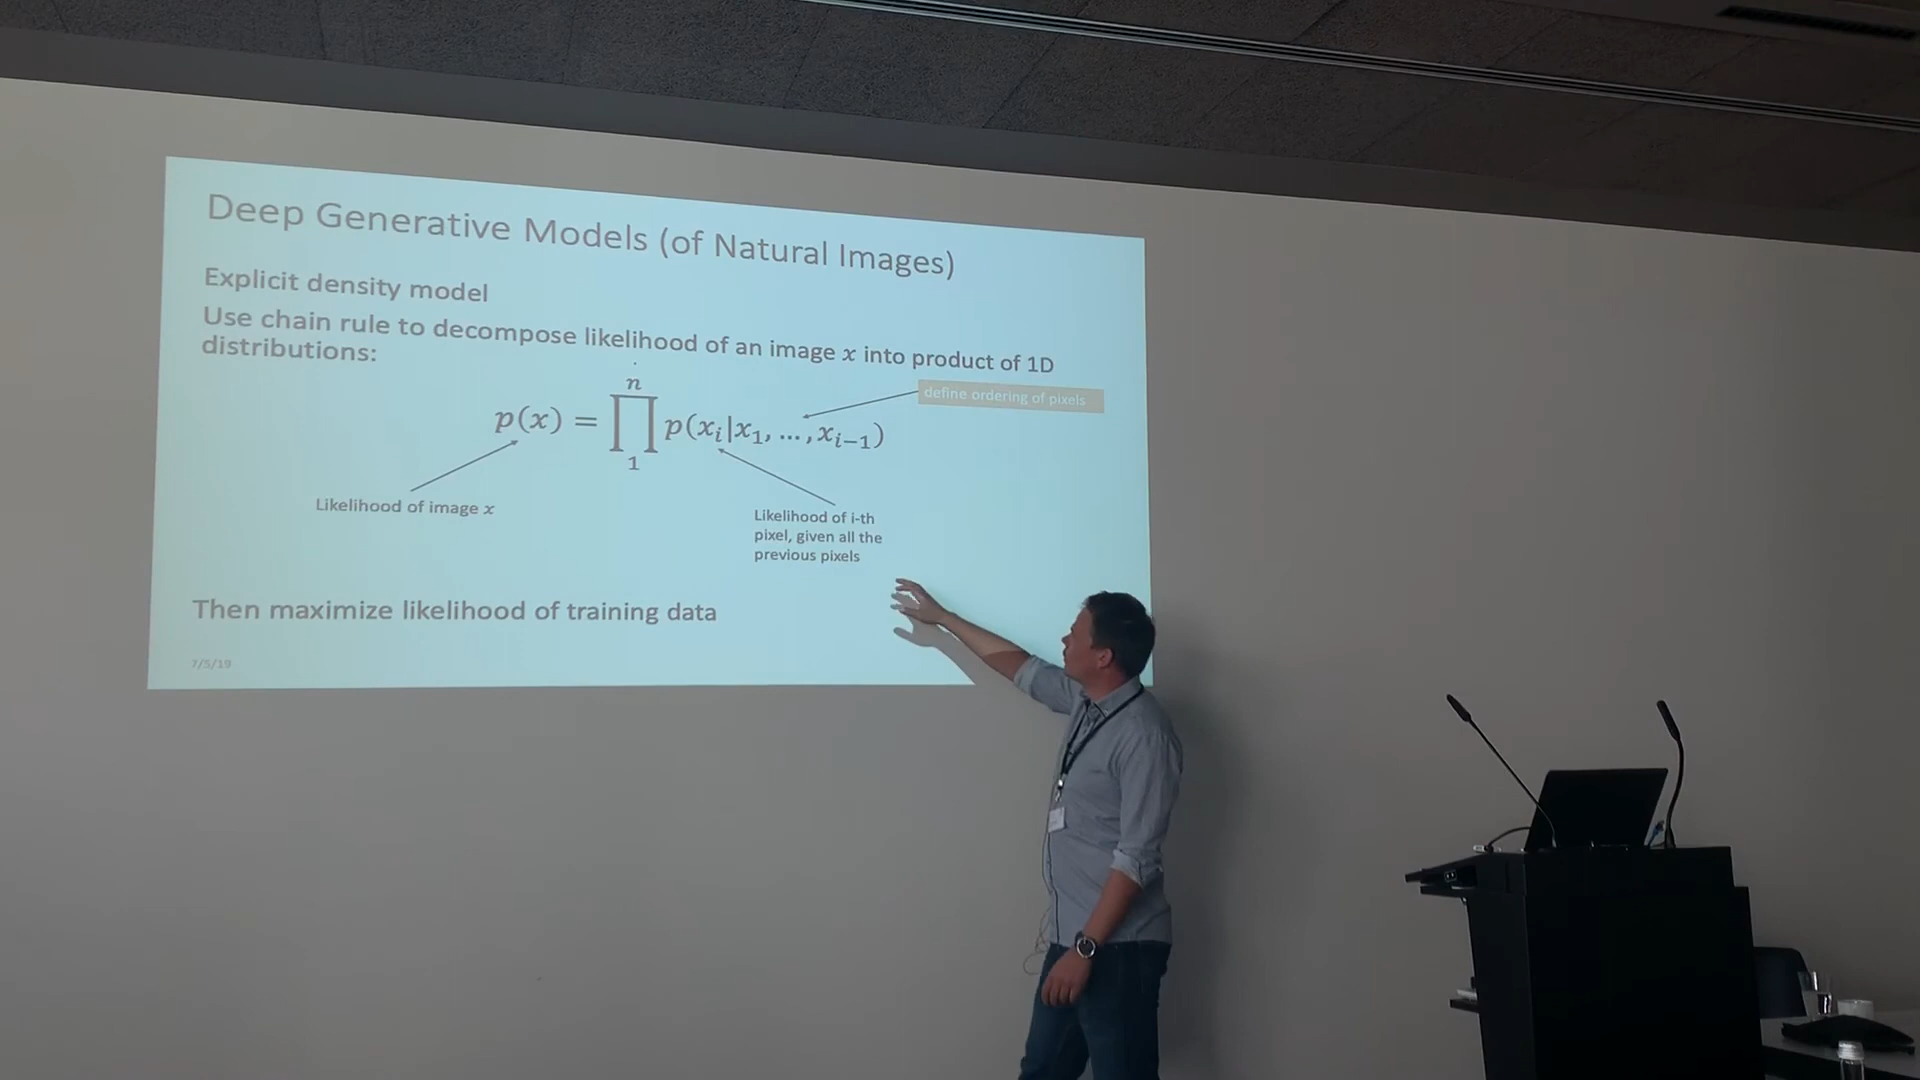 Deep Generative Models (of Natural Images)
Explicit density model
Use chain rule to decompose likelihood of an image x into product of 1D
distributions:
define ordering of pixels
n
p(x) = ∏ p(xᵢ|x₁, ..., xᵢ₋₁)
1
Likelihood of image x
Likelihood of i-th
pixel, given all the
previous pixels
Then maximize likelihood of training data
7/5/19